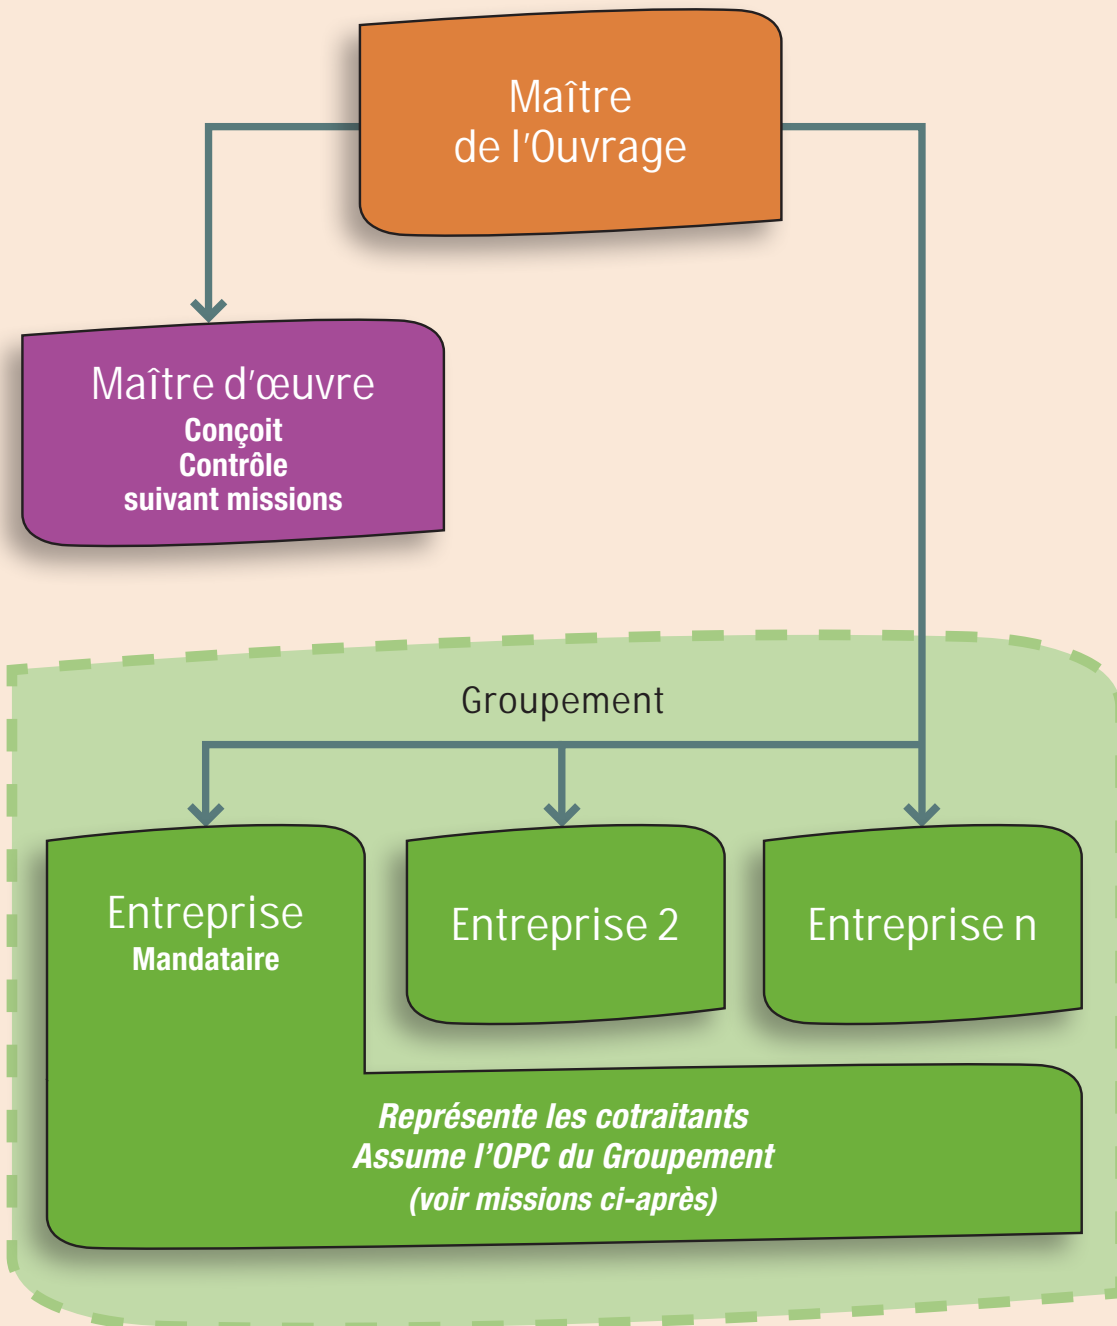 Maître
de l'Ouvrage
Maître d'œuvre
Conçoit
Contrôle
suivant missions
Groupement
Entreprise
Mandataire
Entreprise 2
Entreprise n
Représente les cotraitants
Assume l’OPC du Groupement
(voir missions ci-après)